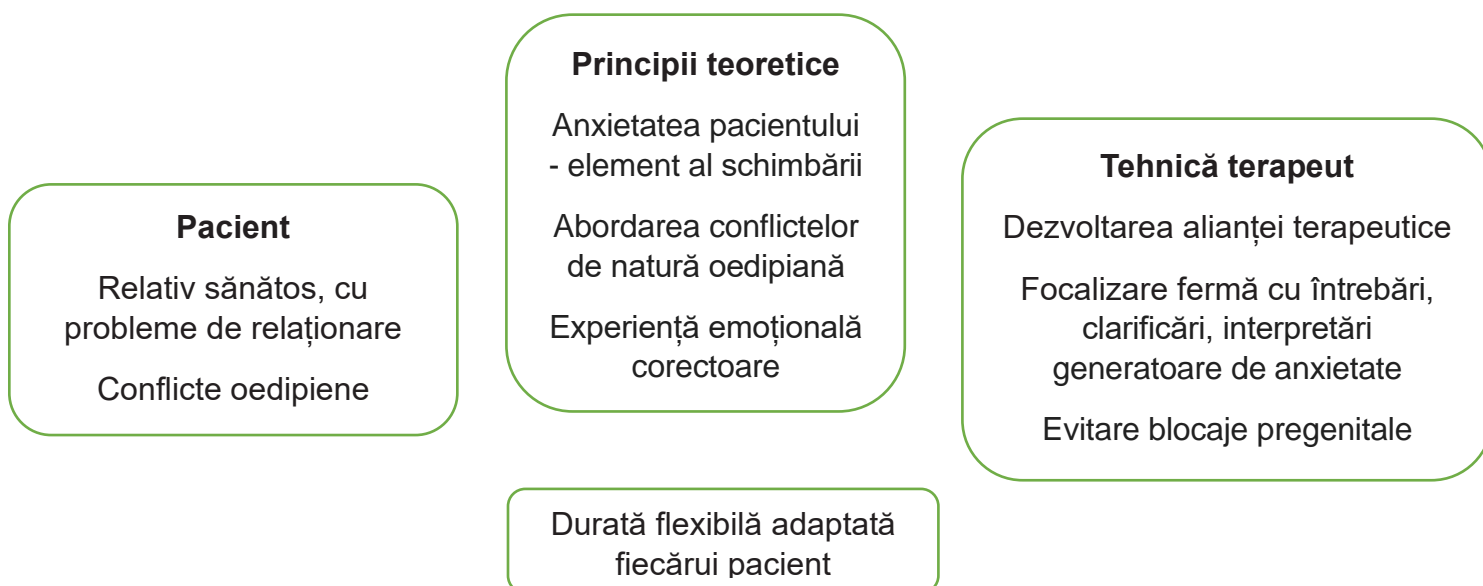 Pacient
Relativ sănătos, cu
probleme de relaționare
Conflicte oedipiene
Principii teoretice
Anxietatea pacientului
- element al schimbării
Abordarea conflictelor
de natură oedipiană
Experiență emoțională
corectoare
Tehnică terapeut
Dezvoltarea alianței terapeutice
Focalizare fermă cu întrebări,
clarificări, interpretări
generatoare de anxietate
Evitare blocaje pregenitale
Durată flexibilă adaptată
fiecărui pacient